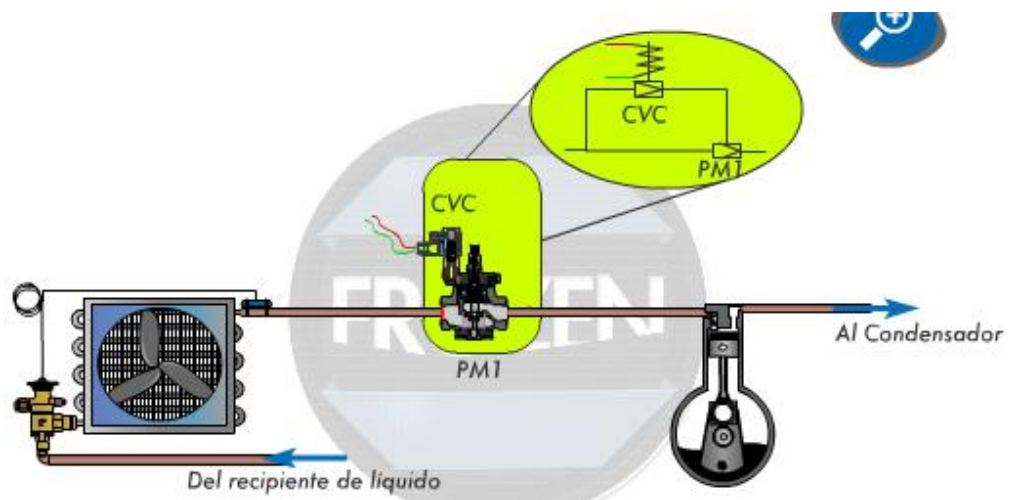 CVC
PM1
CVC
FROZEN
PM1
Al Condensador
Del recipiente de líquido